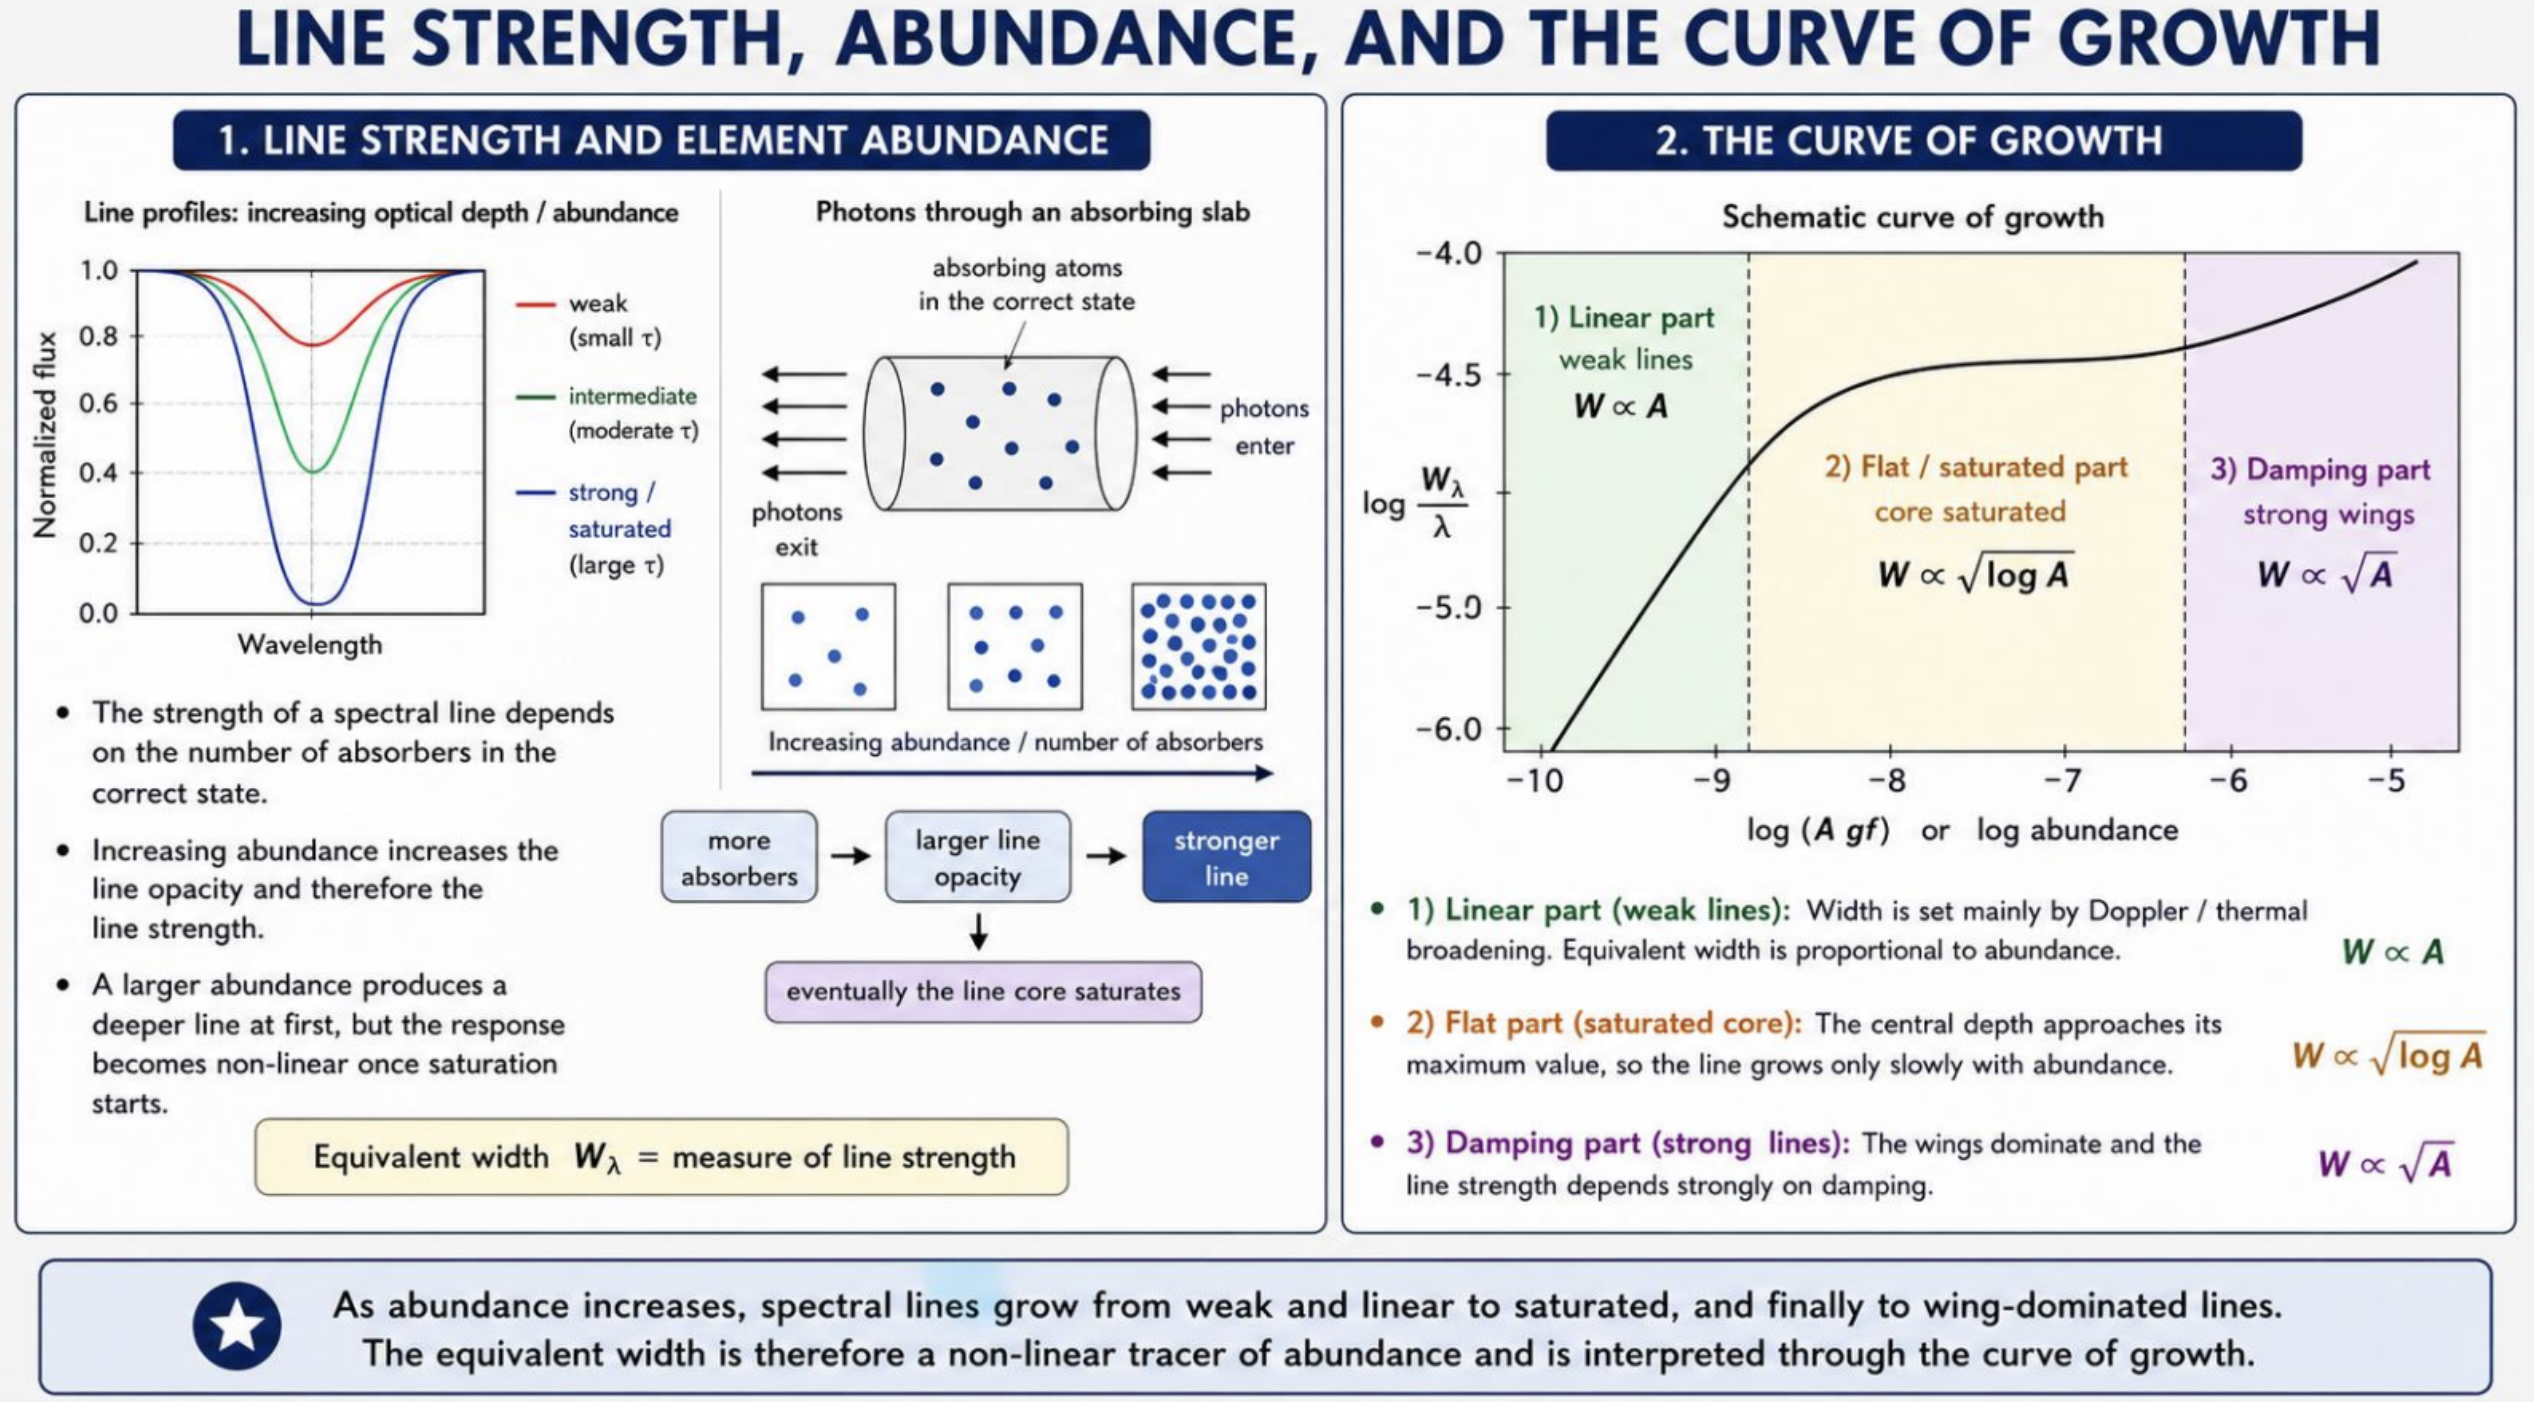 LINE STRENGTH, ABUNDANCE, AND THE CURVE OF GROWTH
1. LINE STRENGTH AND ELEMENT ABUNDANCE
Line profiles: increasing optical depth / abundance
1.0
0.8
0.6
0.4
0.2
0.0
Normalized flux
Wavelength
weak
(small τ)
intermediate
(moderate τ)
strong /
saturated
(large τ)
Photons through an absorbing slab
absorbing atoms
in the correct state
photons
enter
photons
exit
Increasing abundance / number of absorbers
• The strength of a spectral line depends
on the number of absorbers in the
correct state.
• Increasing abundance increases the
line opacity and therefore the
line strength.
• A larger abundance produces a
deeper line at first, but the response
becomes non-linear once saturation
starts.
more
absorbers
larger line
opacity
stronger
line
eventually the line core saturates
Equivalent width W_λ = measure of line strength
2. THE CURVE OF GROWTH
Schematic curve of growth
−4.0
−4.5
−5.0
−6.0
log W_λ / λ
1) Linear part
weak lines
W ∝ A
2) Flat / saturated part
core saturated
W ∝ √log A
3) Damping part
strong wings
W ∝ √A
−10 −9 −8 −7 −6 −5
log (A gf) or log abundance
• 1) Linear part (weak lines): Width is set mainly by Doppler / thermal
broadening. Equivalent width is proportional to abundance.
W ∝ A
• 2) Flat part (saturated core): The central depth approaches its
maximum value, so the line grows only slowly with abundance.
W ∝ √log A
• 3) Damping part (strong lines): The wings dominate and the
line strength depends strongly on damping.
W ∝ √A
As abundance increases, spectral lines grow from weak and linear to saturated, and finally to wing-dominated lines.
The equivalent width is therefore a non-linear tracer of abundance and is interpreted through the curve of growth.